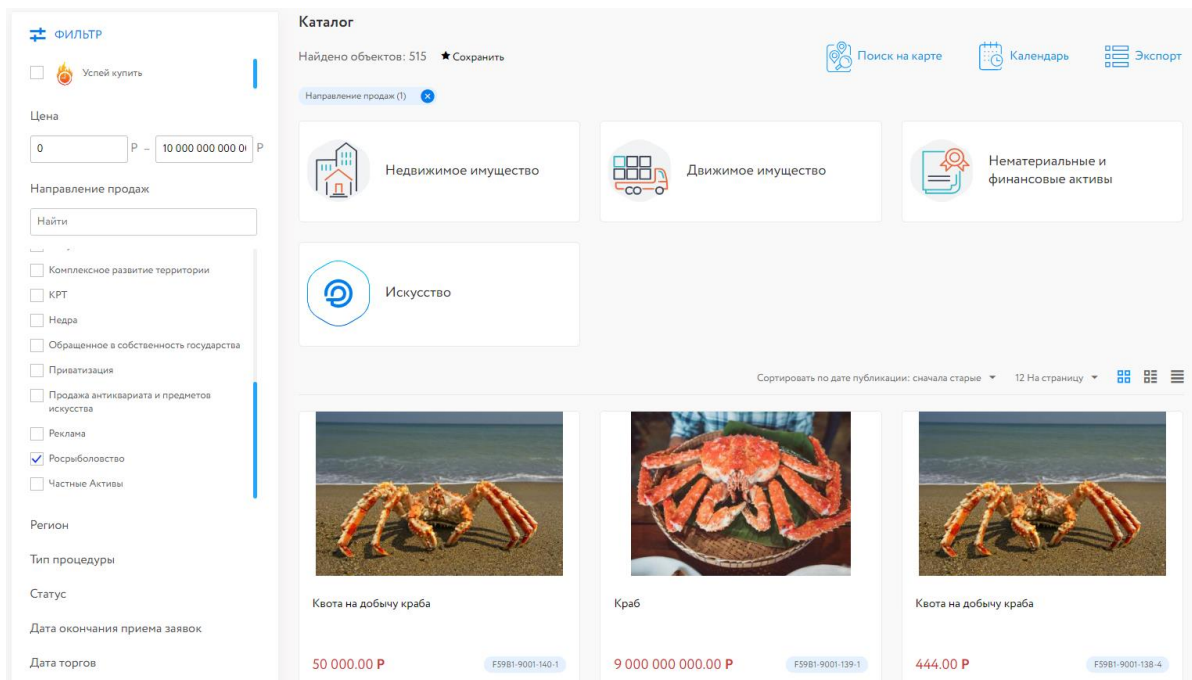 ФИЛЬТР
Успей купить
Цена
0
Р
–
10 000 000 000 0
Р
Направление продаж
Найти
Комплексное развитие территории
КРТ
Недра
Обращенное в собственность государства
Приватизация
Продажа антиквариата и предметов
искусства
Реклама
Росрыболовство
Частные Активы
Регион
Тип процедуры
Статус
Дата окончания приема заявок
Дата торгов
Каталог
Найдено объектов: 515
Сохранить
Поиск на карте
Календарь
Экспорт
Направление продаж (1)
Недвижимое имущество
Движимое имущество
Нематериальные и
финансовые активы
Искусство
Сортировать по дате публикации: сначала старые
12 На страницу
Квота на добычу краба
50 000.00 Р
F59B1-9001-140-1
Краб
9 000 000 000.00 Р
F59B1-9001-139-1
Квота на добычу краба
444.00 Р
F59B1-9001-138-4